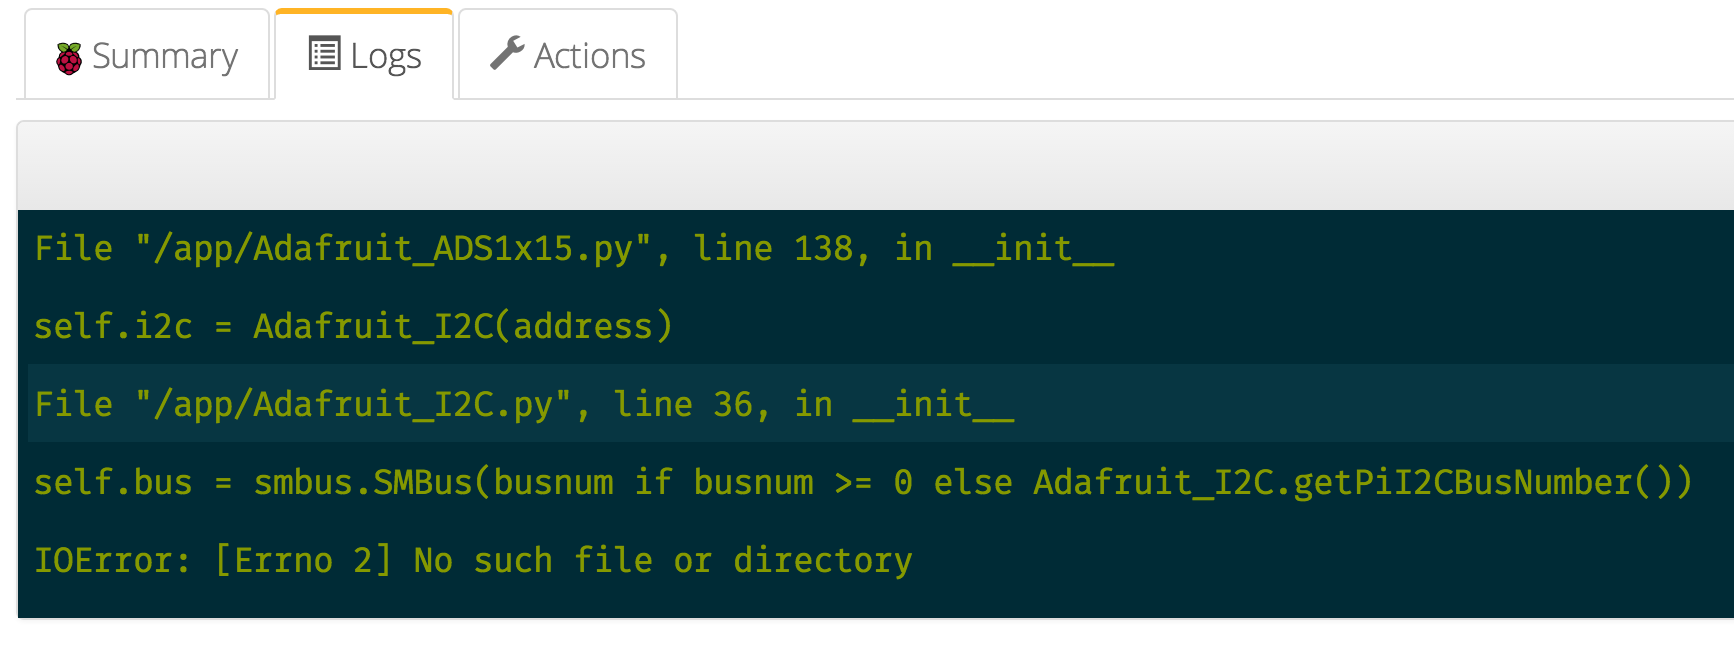 Summary Logs Actions
File "/app/Adafruit_ADS1x15.py", line 138, in __init__
self.i2c = Adafruit_I2C(address)
File "/app/Adafruit_I2C.py", line 36, in __init__
self.bus = smbus.SMBus(busnum if busnum >= 0 else Adafruit_I2C.getPiI2CBusNumber())
IOError: [Errno 2] No such file or directory